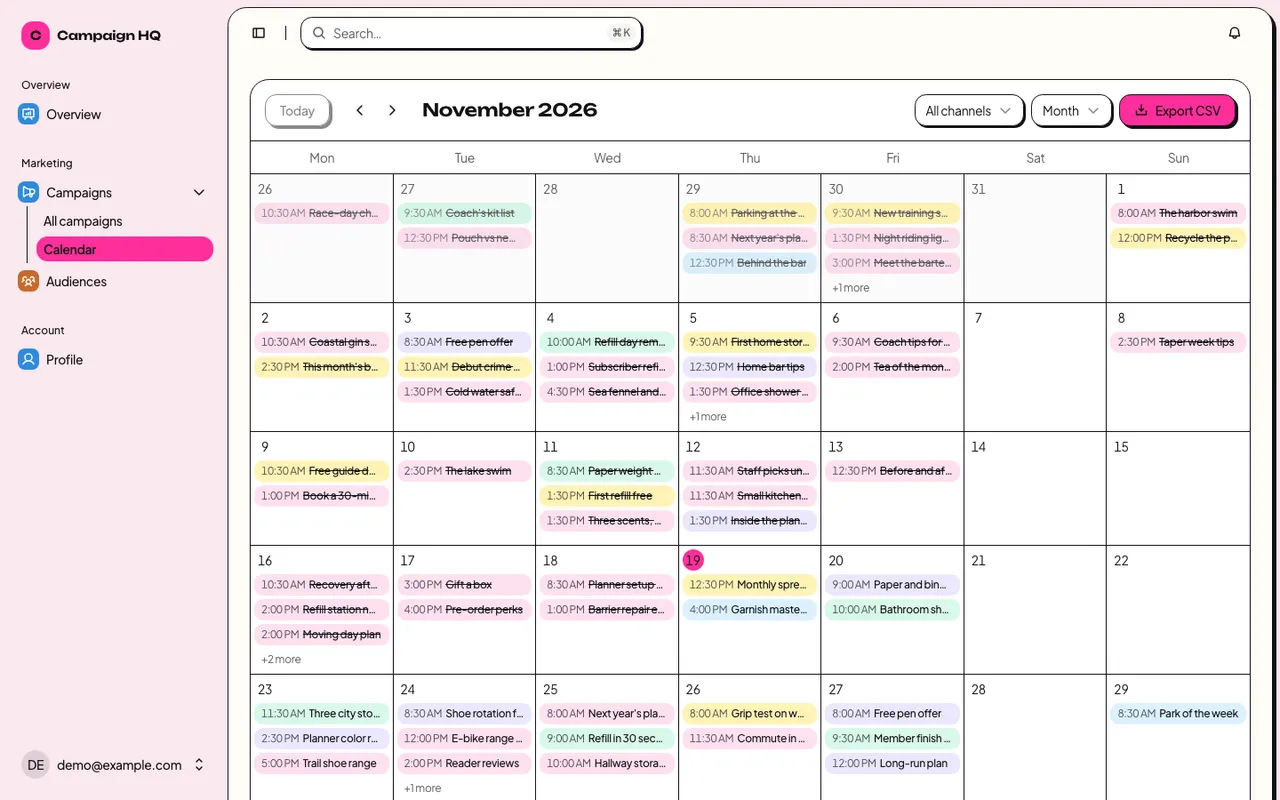 C Campaign HQ
Search...
⌘K
Overview
Overview
Marketing
Campaigns
All campaigns
Calendar
Audiences
Account
Profile
DE demo@example.com
Today
November 2026
All channels
Month
Export CSV
Mon Tue Wed Thu Fri Sat Sun
26
10:30 AM Race-day ch...
27
9:30 AM Coach's kit list
12:30 PM Pouch vs ne...
28
29
8:00 AM Parking at the ...
8:30 AM Next year's pla...
12:30 PM Behind the bar
30
9:30 AM New training s...
1:30 PM Night riding lig...
3:00 PM Meet the barte...
+1 more
31
1
8:00 AM The harbor swim
12:00 PM Recycle the p...
2
10:30 AM Coastal gin s...
2:30 PM This month's b...
3
8:30 AM Free pen offer
11:30 AM Debut crime ...
1:30 PM Cold water saf...
4
10:00 AM Refill day rem...
1:00 PM Subscriber refi...
4:30 PM Sea fennel and...
5
9:30 AM First home stor...
12:30 PM Home bar tips
1:30 PM Office shower ...
+1 more
6
9:30 AM Coach tips for ...
2:00 PM Tea of the mon...
7
8
2:30 PM Taper week tips
9
10:30 AM Free guide d...
1:00 PM Book a 30-mi...
10
2:30 PM The lake swim
11
8:30 AM Paper weight ...
1:30 PM First refill free
1:30 PM Three scents, ...
12
11:30 AM Staff picks un...
11:30 AM Small kitchen...
1:30 PM Inside the plan...
13
12:30 PM Before and af...
14
15
16
10:30 AM Recovery aft...
2:00 PM Refill station n...
2:00 PM Moving day plan
+2 more
17
3:00 PM Gift a box
4:00 PM Pre-order perks
18
8:30 AM Planner setup ...
1:00 PM Barrier repair e...
19
12:30 PM Monthly spre...
4:00 PM Garnish maste...
20
9:00 AM Paper and bin...
10:00 AM Bathroom sh...
21
22
23
11:30 AM Three city sto...
2:30 PM Planner color r...
5:00 PM Trail shoe range
24
8:30 AM Shoe rotation f...
12:00 PM E-bike range ...
2:00 PM Reader reviews
+1 more
25
8:00 AM Next year's pla...
9:00 AM Refill in 30 sec...
10:00 AM Hallway stora...
26
8:00 AM Grip test on w...
11:30 AM Commute in ...
27
8:00 AM Free pen offer
9:30 AM Member finish ...
12:00 PM Long-run plan
28
29
8:30 AM Park of the week